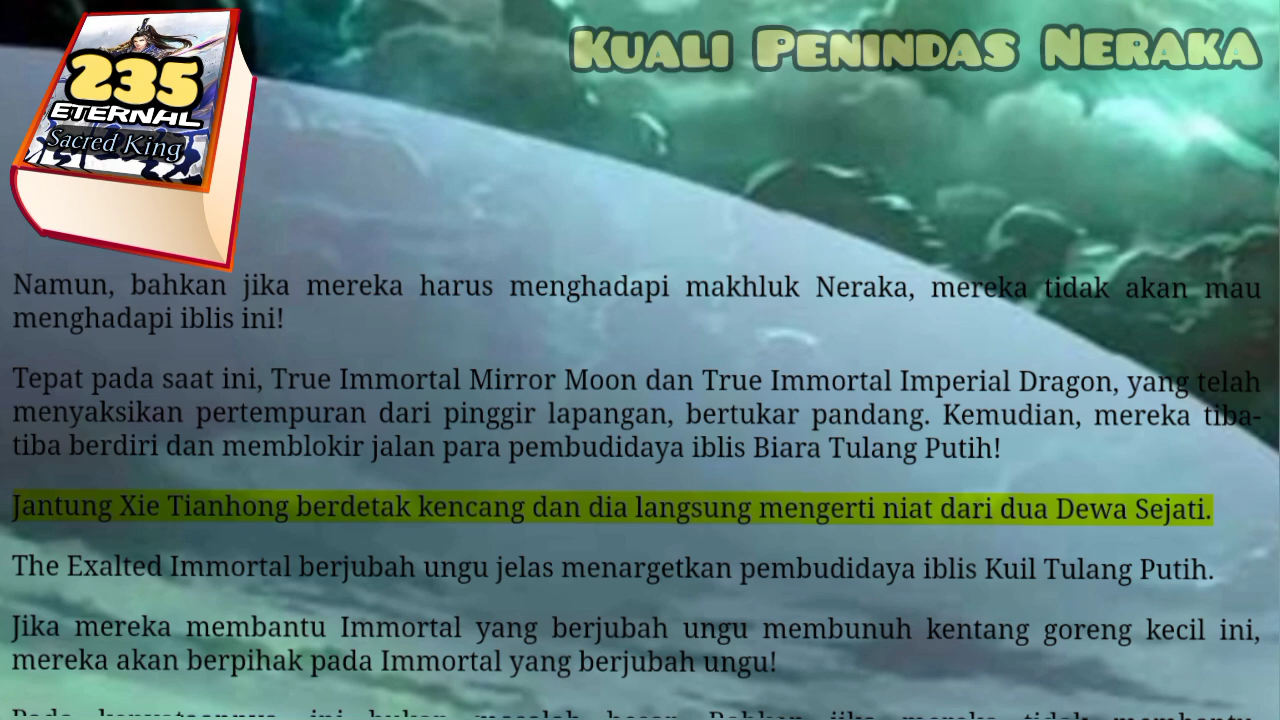 Kuali Penindas Neraka
235
ETERNAL
Sacred King
Namun, bahkan jika mereka harus menghadapi makhluk Neraka, mereka tidak akan mau
menghadapi iblis ini!
Tepat pada saat ini, True Immortal Mirror Moon dan True Immortal Imperial Dragon, yang telah
menyaksikan pertempuran dari pinggir lapangan, bertukar pandang. Kemudian, mereka tiba-
tiba berdiri dan memblokir jalan para pembudidaya iblis Biara Tulang Putih!
Jantung Xie Tianhong berdetak kencang dan dia langsung mengerti niat dari dua Dewa Sejati.
The Exalted Immortal berjubah ungu jelas menargetkan pembudidaya iblis Kuil Tulang Putih.
Jika mereka membantu Immortal yang berjubah ungu membunuh kentang goreng kecil ini,
mereka akan berpihak pada Immortal yang berjubah ungu!